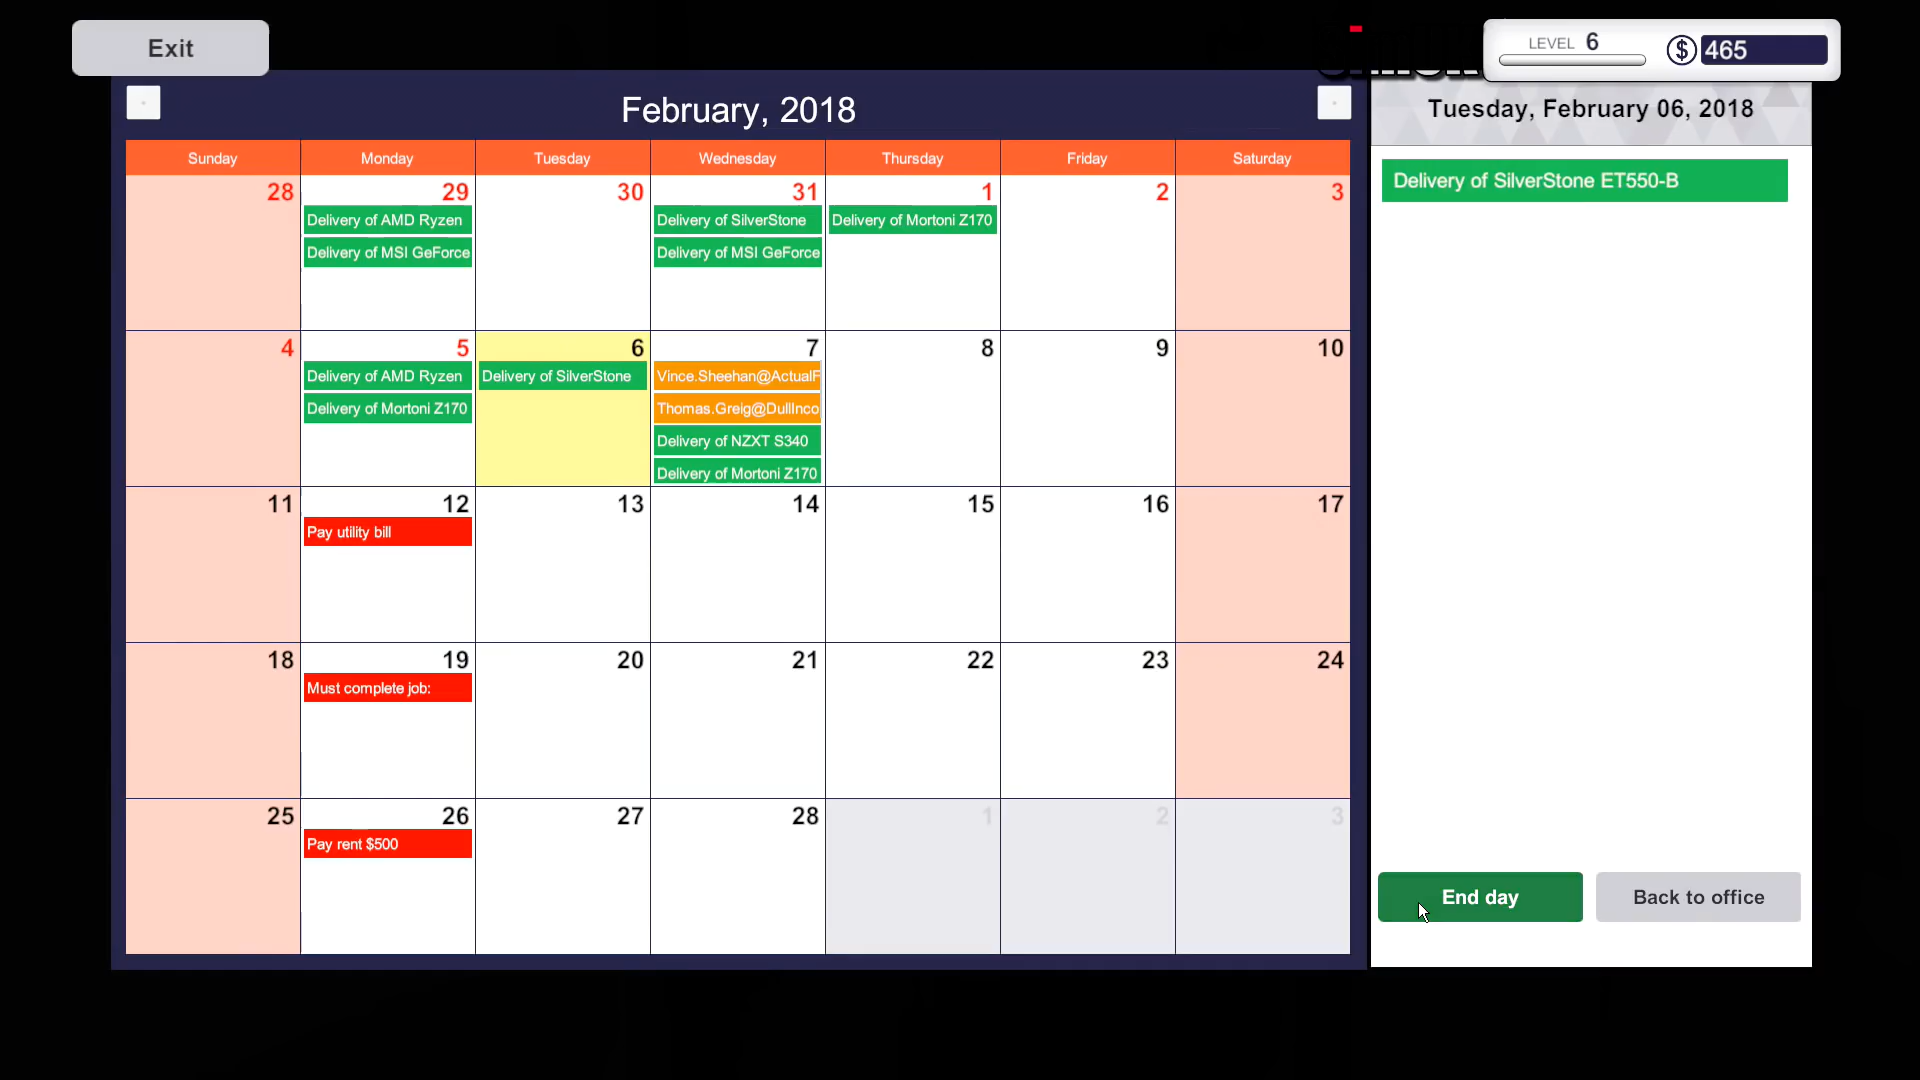 Exit
LEVEL 6
$ 465
February, 2018
Tuesday, February 06, 2018
Sunday Monday Tuesday Wednesday Thursday Friday Saturday
Delivery of SilverStone ET550-B
28 29 30 31 1 2 3
Delivery of AMD Ryzen Delivery of SilverStone Delivery of Mortoni Z170
Delivery of MSI GeForce Delivery of MSI GeForce
4 5 6 7 8 9 10
Delivery of AMD Ryzen Delivery of SilverStone Vince.Sheehan@ActualF
Delivery of Mortoni Z170 Thomas.Greig@DullInco
Delivery of NZXT S340
Delivery of Mortoni Z170
11 12 13 14 15 16 17
Pay utility bill
18 19 20 21 22 23 24
Must complete job:
25 26 27 28 1 2 3
Pay rent $500
End day Back to office